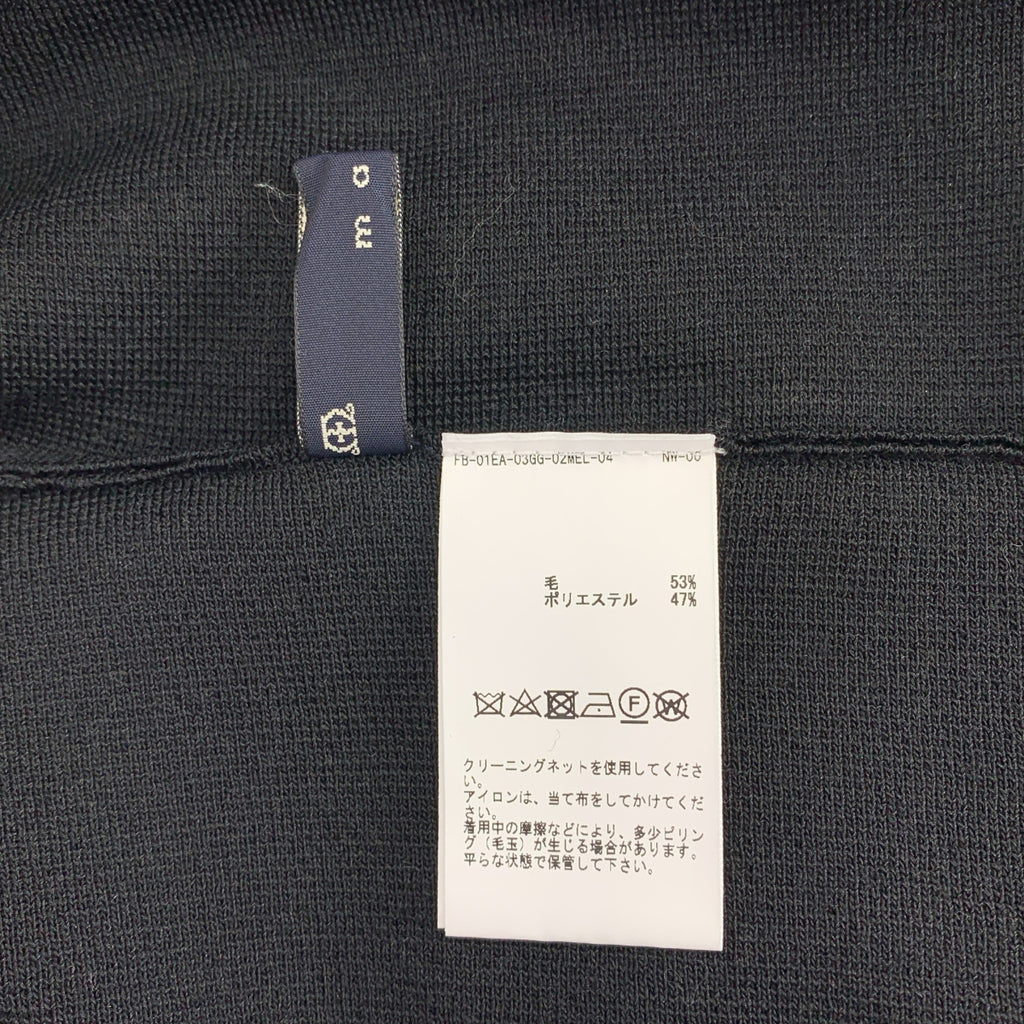 m a
FB-01EA-03GG-02MEL-04 NW-00
毛 53%
ポリエステル 47%
F W
クリーニングネットを使用してくださ
い。
アイロンは、当て布をしてかけてくだ
さい。
着用中の摩擦などにより、多少ピリン
グ（毛玉）が生じる場合があります。
平らな状態で保管して下さい。